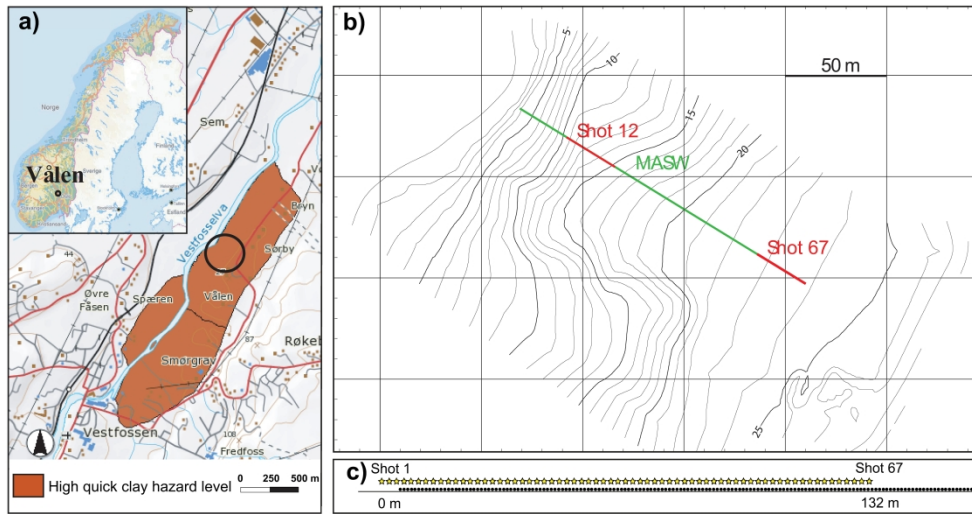 a)
Norge
Sverige
Vålen
Sem
Vestfosselva
Bryn
Sørby
44
Øvre
Fåsen
Spæren
Vålen
87
Smørgrav
Røkeb
Vestfossen
108
Fredfoss
High quick clay hazard level
0 250 500 m
b)
5
10
15
20
25
50 m
Shot 12
MASW
Shot 67
c)
Shot 1
Shot 67
0 m
132 m